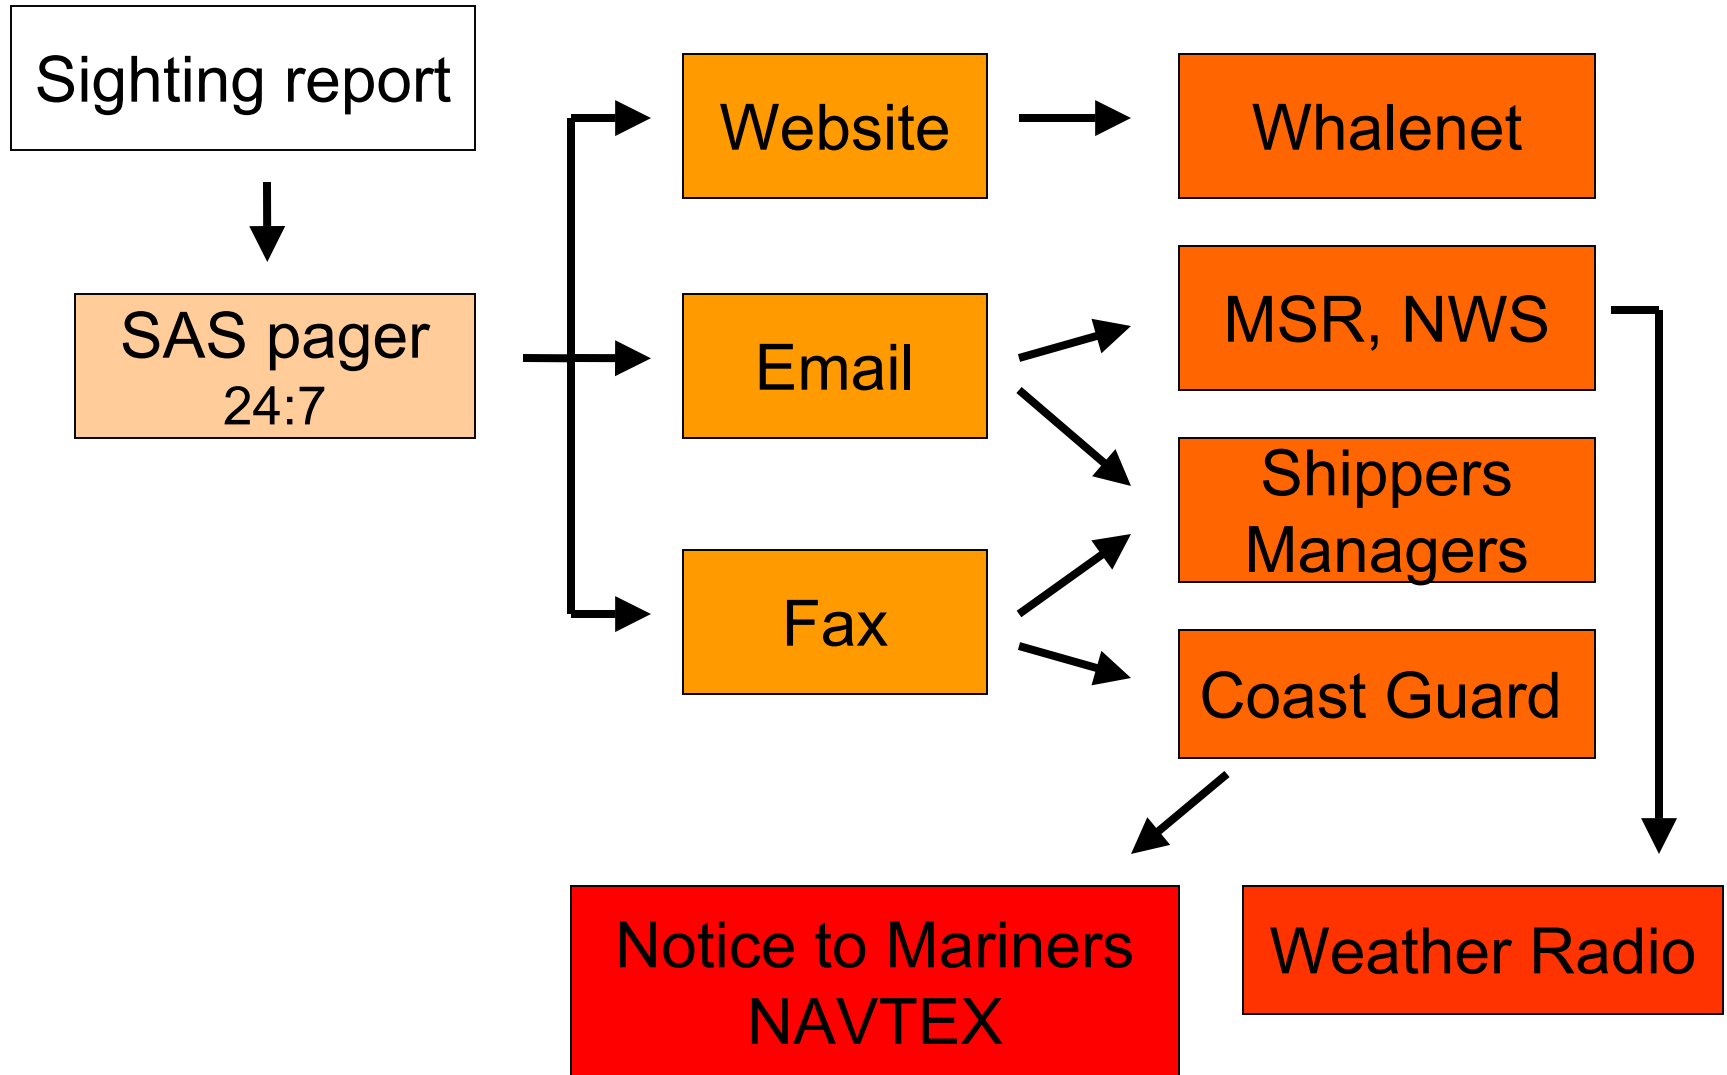 Sighting report
SAS pager
24:7
Website
Email
Fax
Whalenet
MSR, NWS
Shippers
Managers
Coast Guard
Notice to Mariners
NAVTEX
Weather Radio